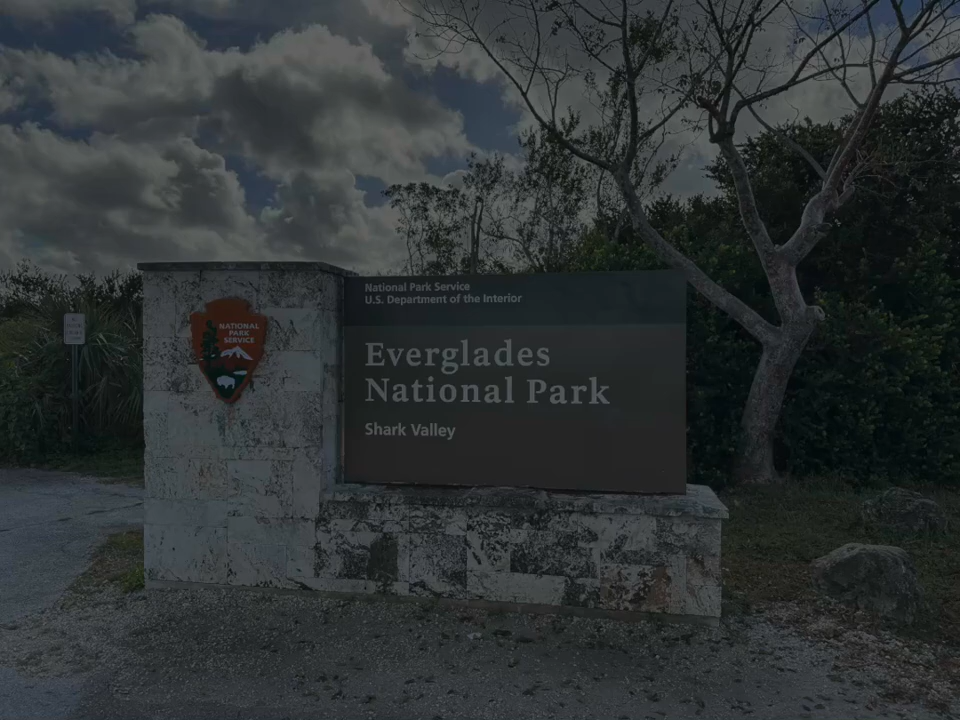 National Park Service
U.S. Department of the Interior
NATIONAL
PARK
SERVICE
Everglades
National Park
Shark Valley